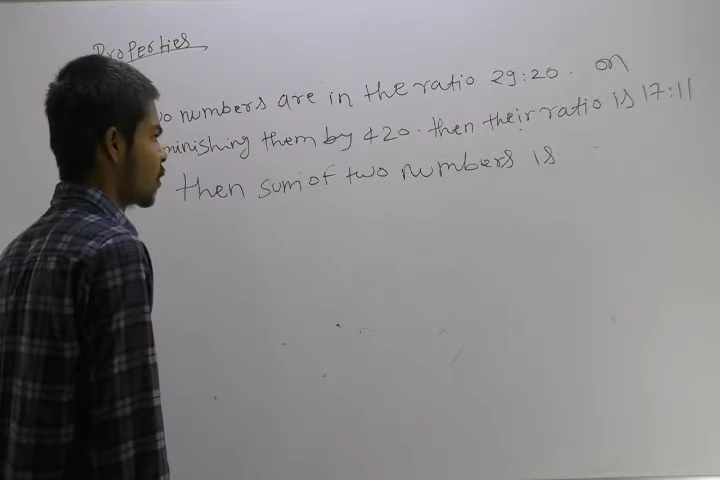 Properties
numbers are in the ratio 29:20. on
them by 420. then their ratio is 17:11
then sum of two numbers is